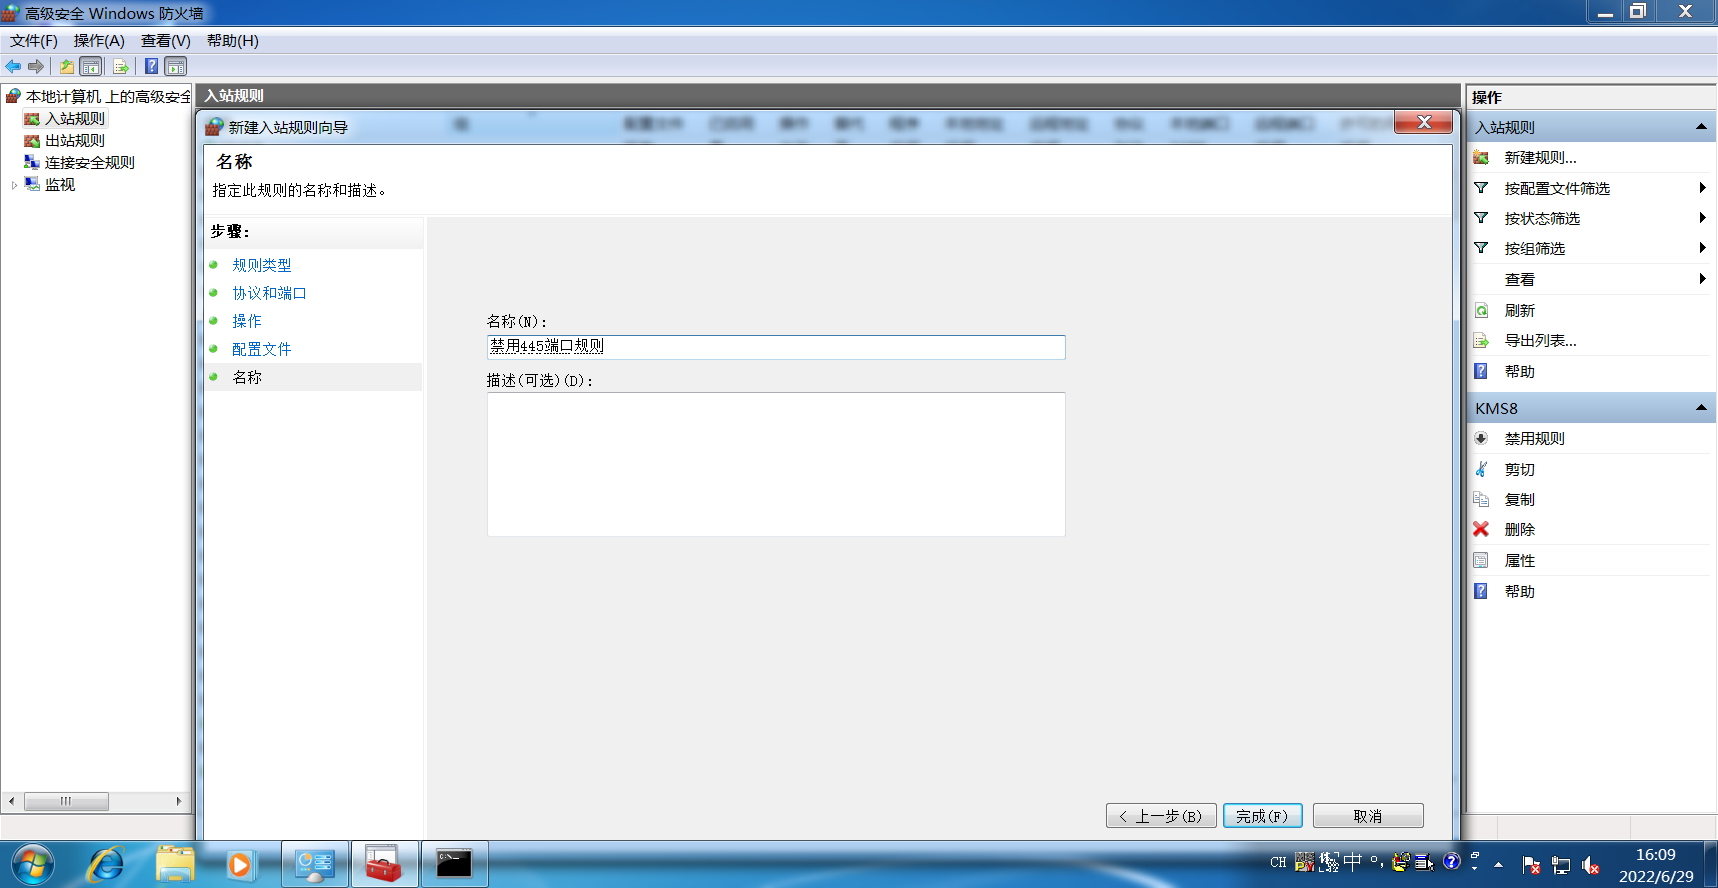 高级安全 Windows 防火墙
文件(F) 操作(A) 查看(V) 帮助(H)
本地计算机 上的高级安全
入站规则
出站规则
连接安全规则
监视
入站规则
新建入站规则向导
名称
指定此规则的名称和描述。
步骤:
规则类型
协议和端口
操作
配置文件
名称
名称(N):
禁用445端口规则
描述(可选)(D):
< 上一步(B) 完成(F) 取消
操作
入站规则
新建规则...
按配置文件筛选
按状态筛选
按组筛选
查看
刷新
导出列表...
帮助
KMS8
禁用规则
剪切
复制
删除
属性
帮助
CH 中
16:09
2022/6/29